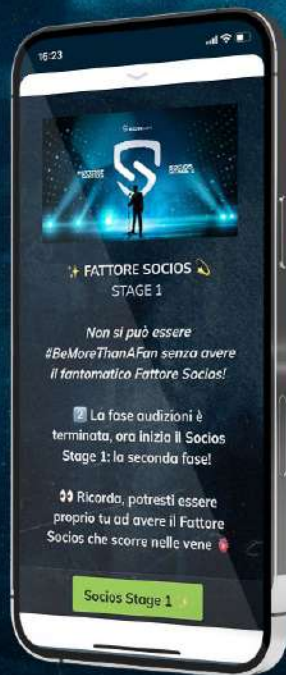 16:23
✨ FATTORE SOCIOS 💫
STAGE 1
Non si può essere
#BeMoreThanAFan senza avere
il fantomatico Fattore Socios!
2️⃣ La fase audizioni è
terminata, ora inizia il Socios
Stage 1: la seconda fase!
👀 Ricorda, potresti essere
proprio tu ad avere il Fattore
Socios che scorre nelle vene
Socios Stage 1 ✨